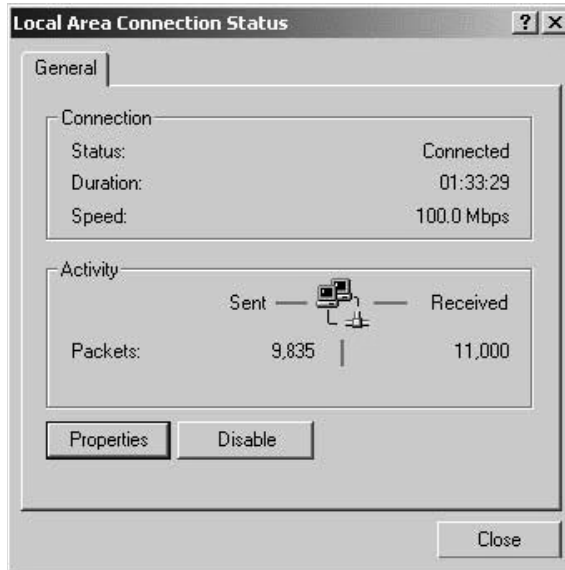 Local Area Connection Status
General
Connection
Status: Connected
Duration: 01:33:29
Speed: 100.0 Mbps
Activity
Sent Received
Packets: 9,835 11,000
Properties Disable
Close